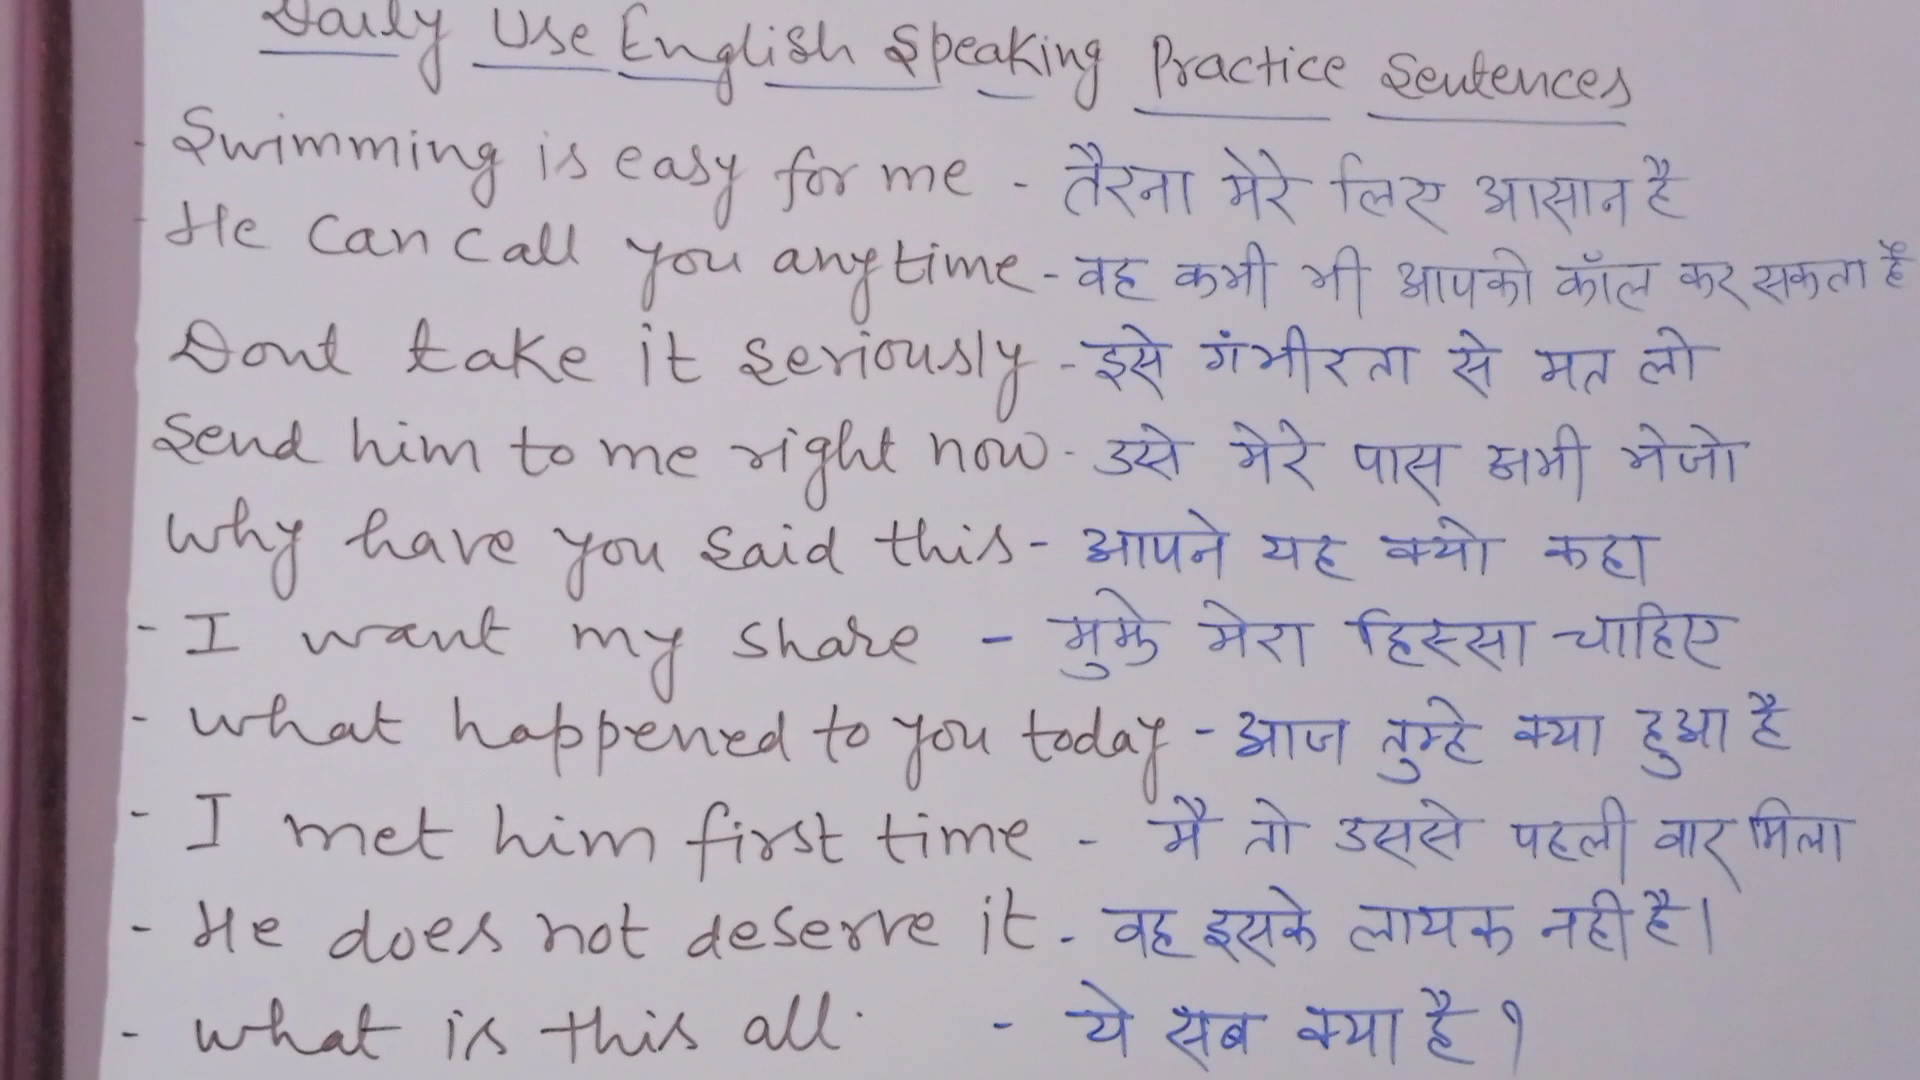 Daily Use English Speaking Practice Sentences
- Swimming is easy for me - तैरना मेरे लिए आसान है
- He can call you anytime - वह कभी भी आपको कॉल कर सकता है
Dont take it seriously - इसे गंभीरता से मत लो
Send him to me right now - उसे मेरे पास अभी भेजो
Why have you said this - आपने यह क्यो कहा
- I want my share - मुझे मेरा हिस्सा चाहिए
- what happened to you today - आज तुम्हे क्या हुआ है
- I met him first time - मै तो उससे पहली वार मिला
- He does not deserve it - वह इसके लायक नही है।
- what is this all. - ये सब क्या है ?